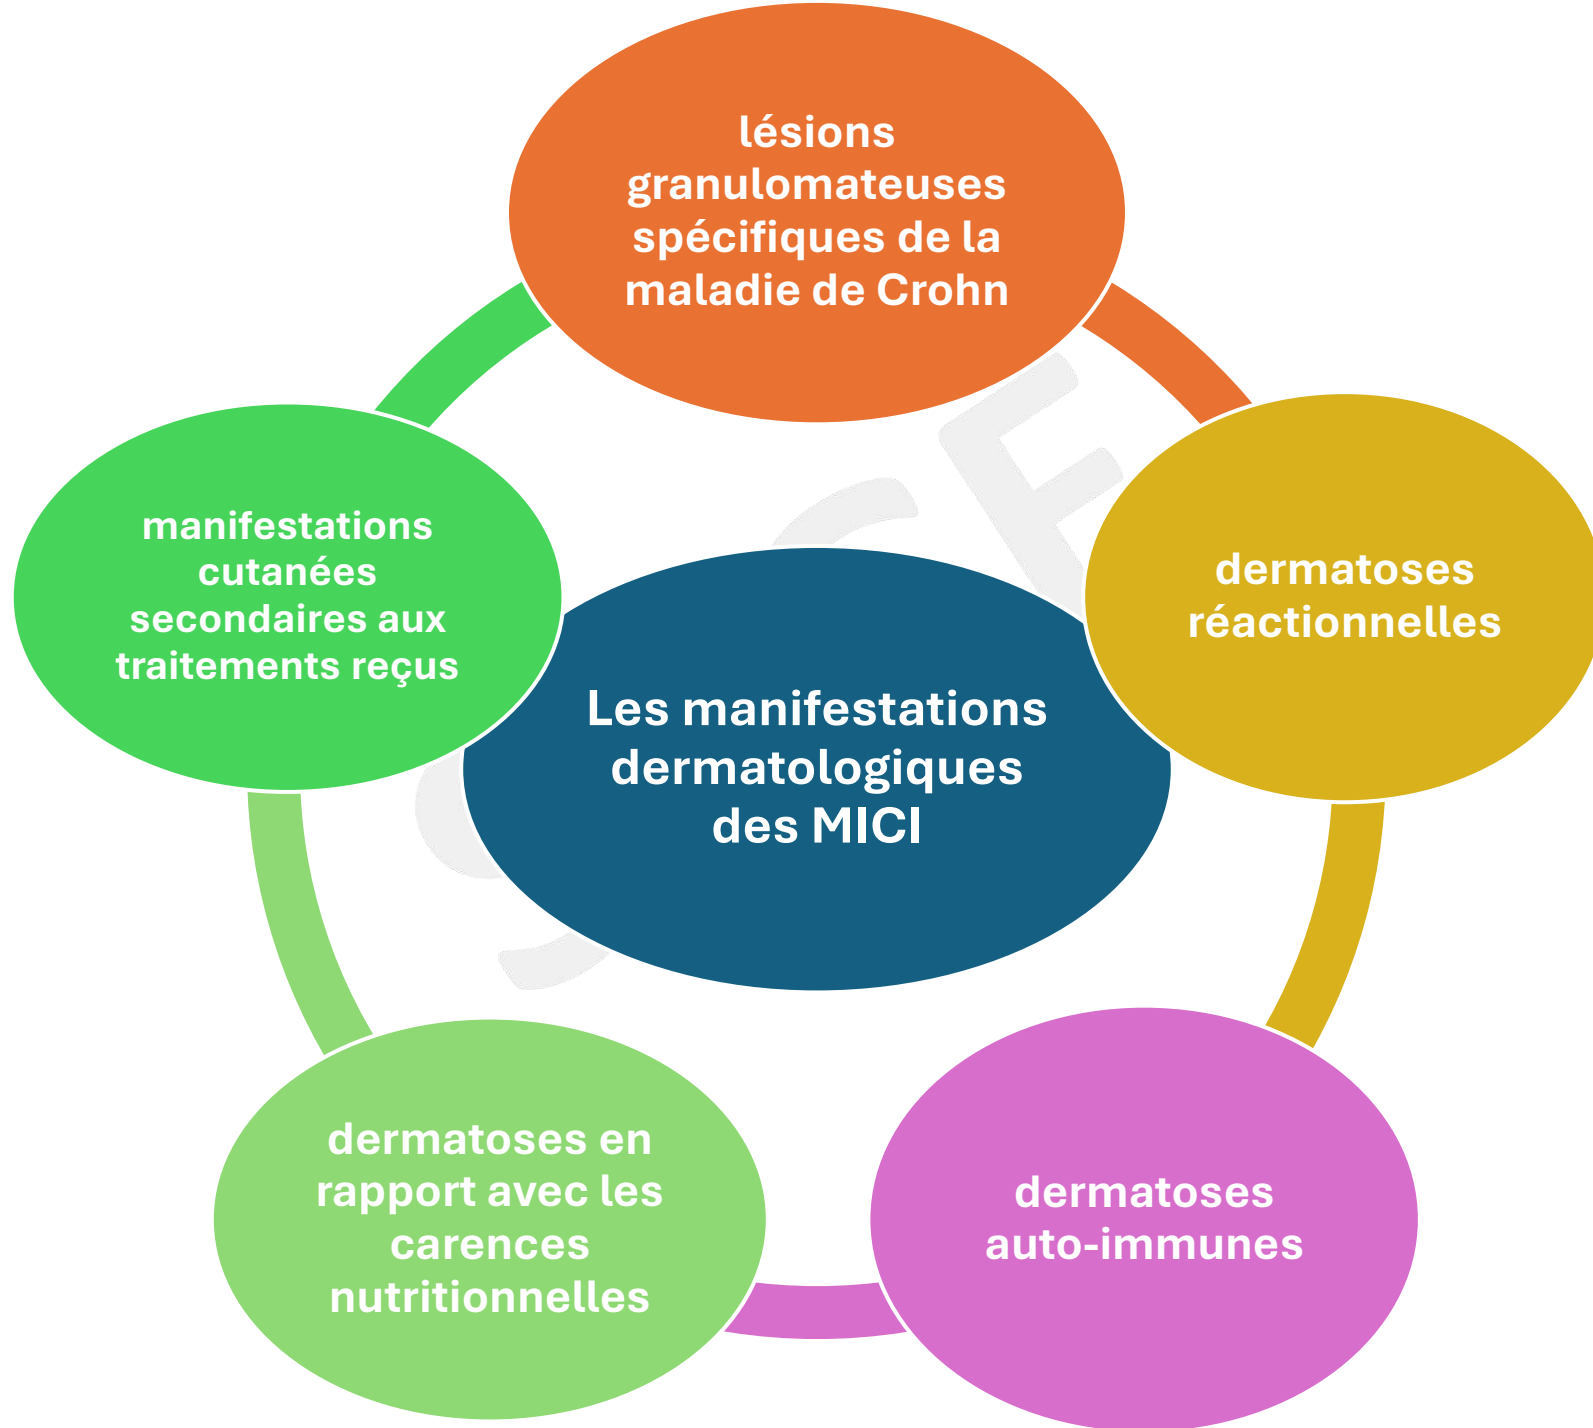 lésions
granulomateuses
spécifiques de la
maladie de Crohn
dermatoses
réactionnelles
dermatoses
auto-immunes
dermatoses en
rapport avec les
carences
nutritionnelles
manifestations
cutanées
secondaires aux
traitements reçus
Les manifestations
dermatologiques
des MICI